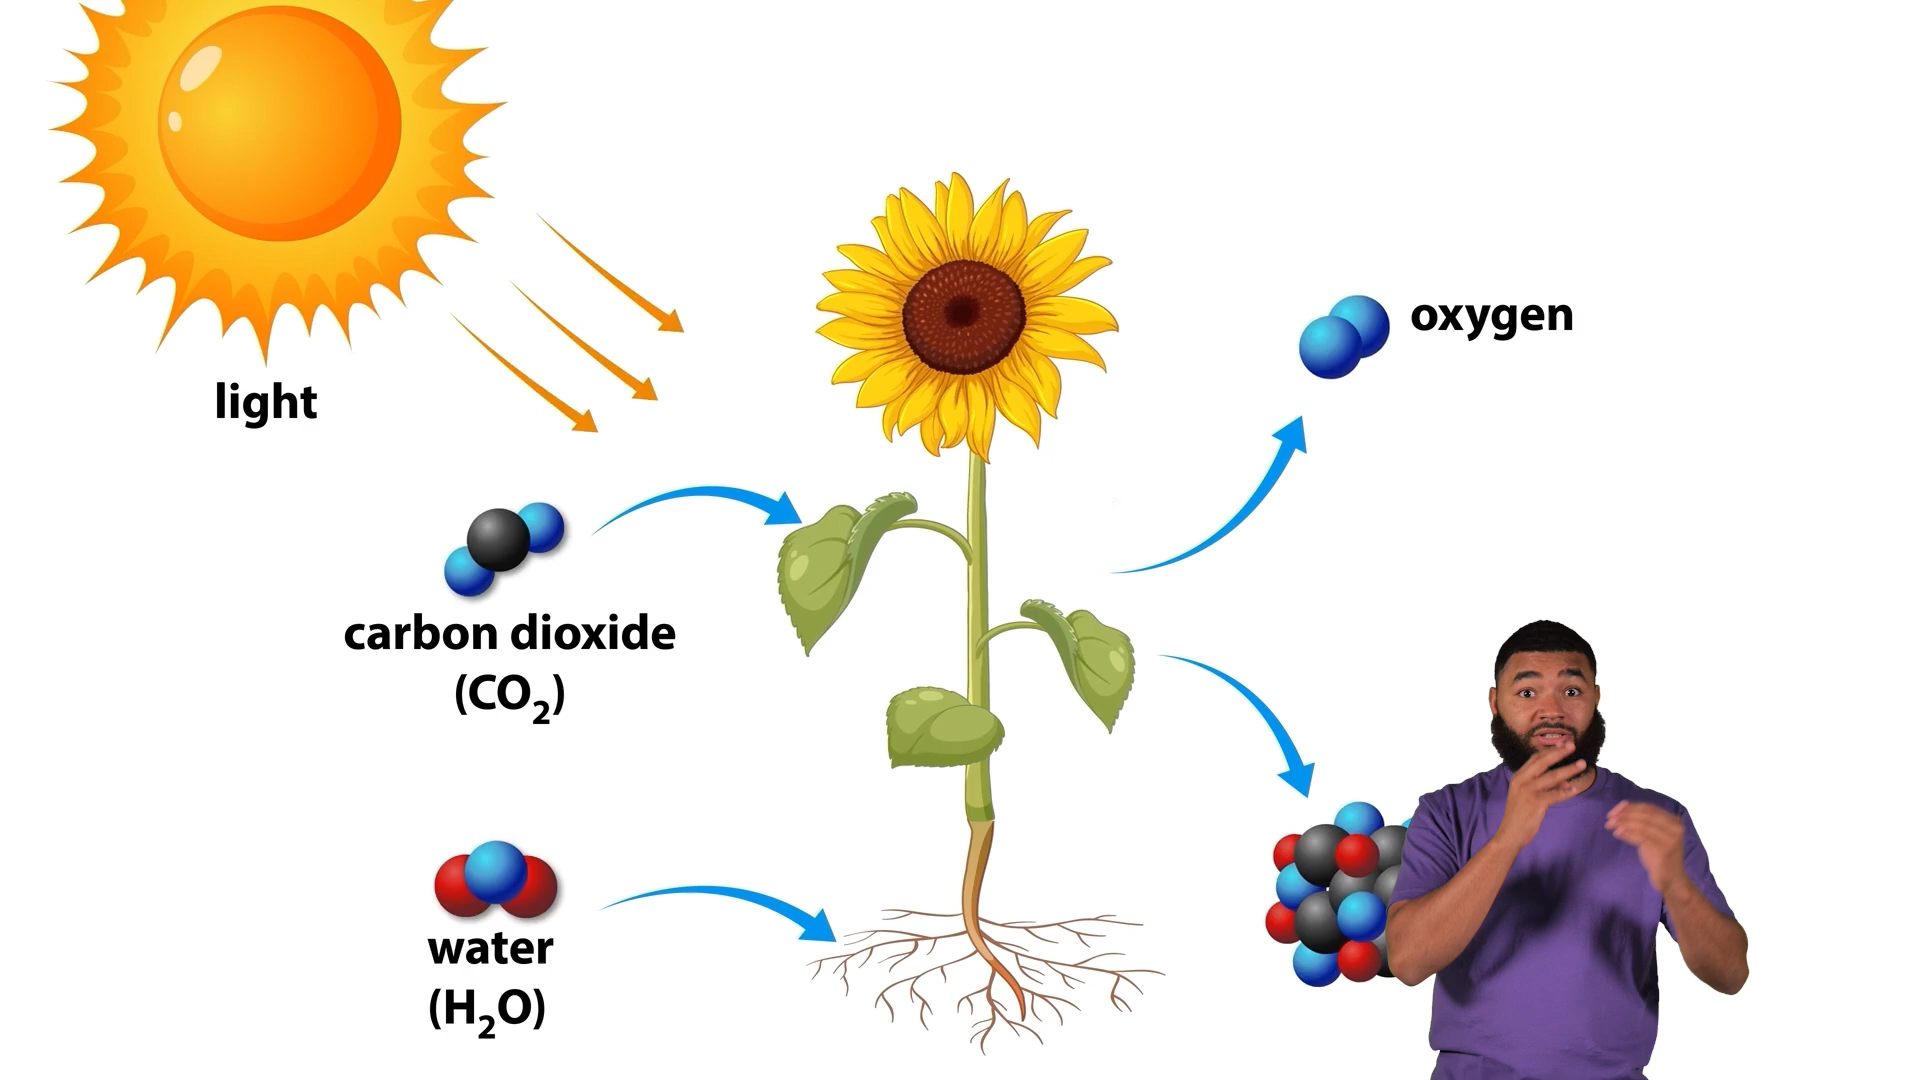 light
oxygen
carbon dioxide
(CO₂)
water
(H₂O)